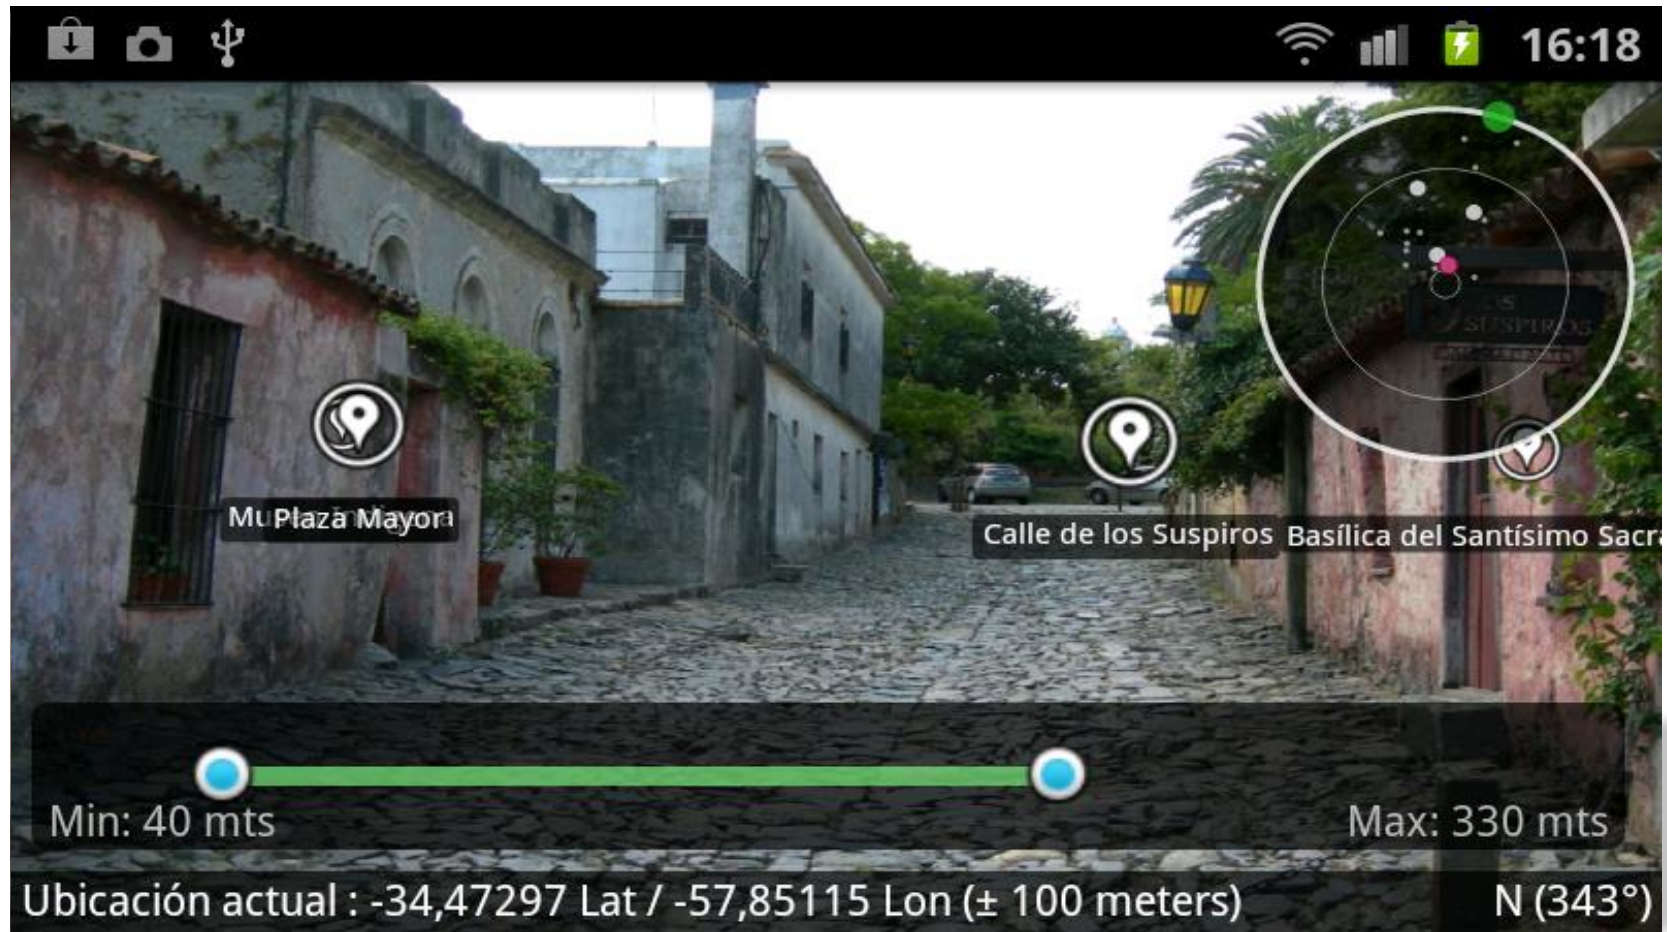 16:18
SUSPIROS
Plaza Mayor
Calle de los Suspiros
Basílica del Santísimo
Min: 40 mts
Max: 330 mts
Ubicación actual : -34,47297 Lat / -57,85115 Lon (± 100 meters)
N (343°)